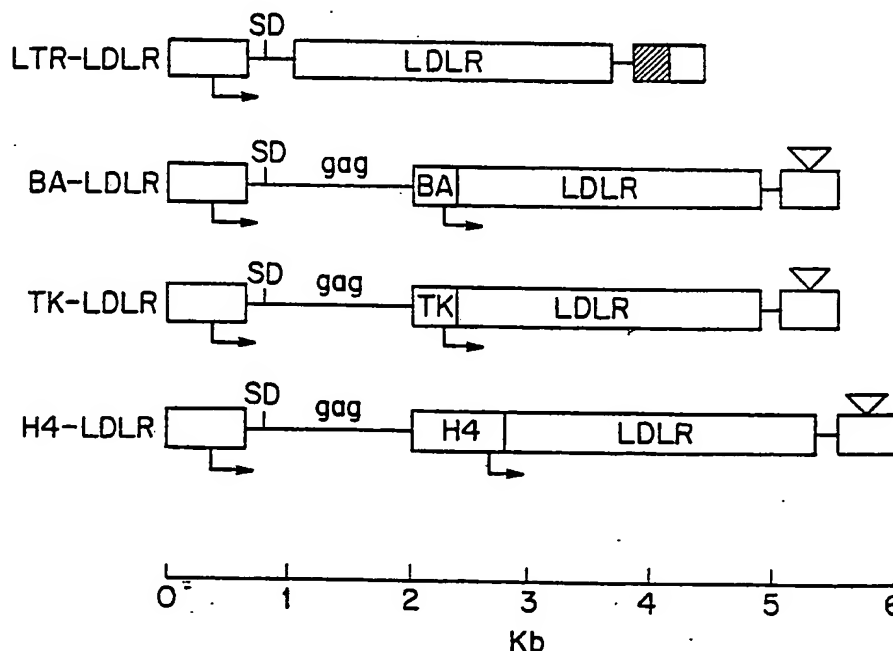 SD
LTR-LDLR LDLR
SD gag
BA-LDLR BA LDLR
SD gag
TK-LDLR TK LDLR
SD gag
H4-LDLR H4 LDLR
0 1 2 3 4 5 6
Kb